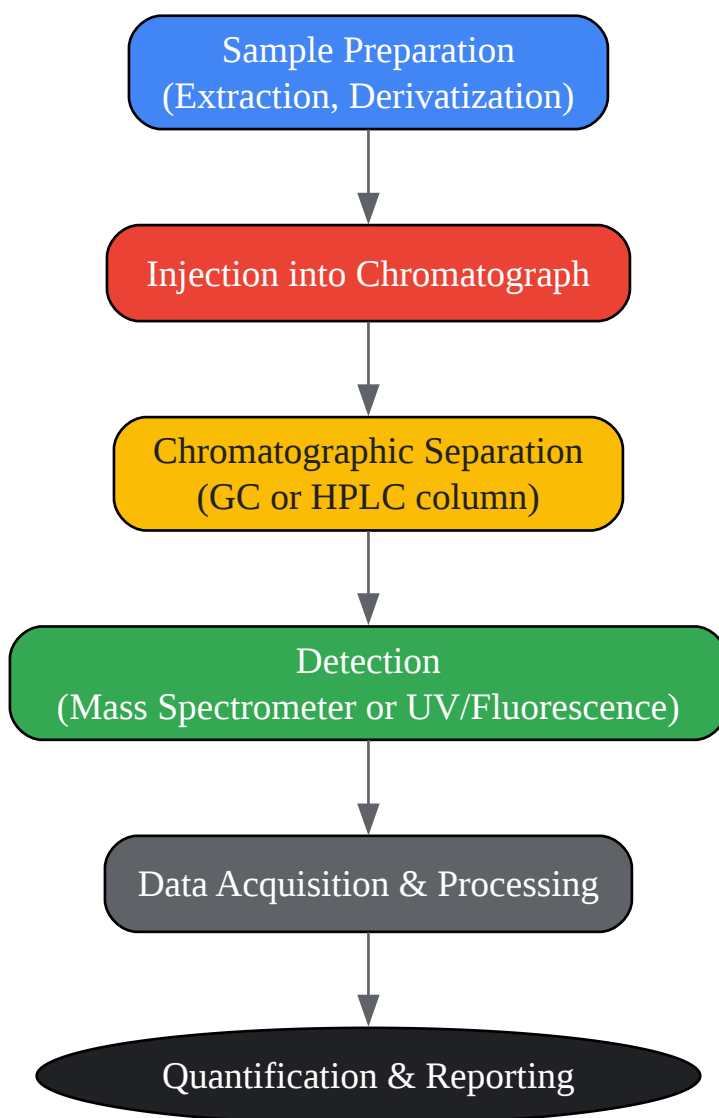 Sample Preparation
(Extraction, Derivatization)
Injection into Chromatograph
Chromatographic Separation
(GC or HPLC column)
Detection
(Mass Spectrometer or UV/Fluorescence)
Data Acquisition & Processing
Quantification & Reporting